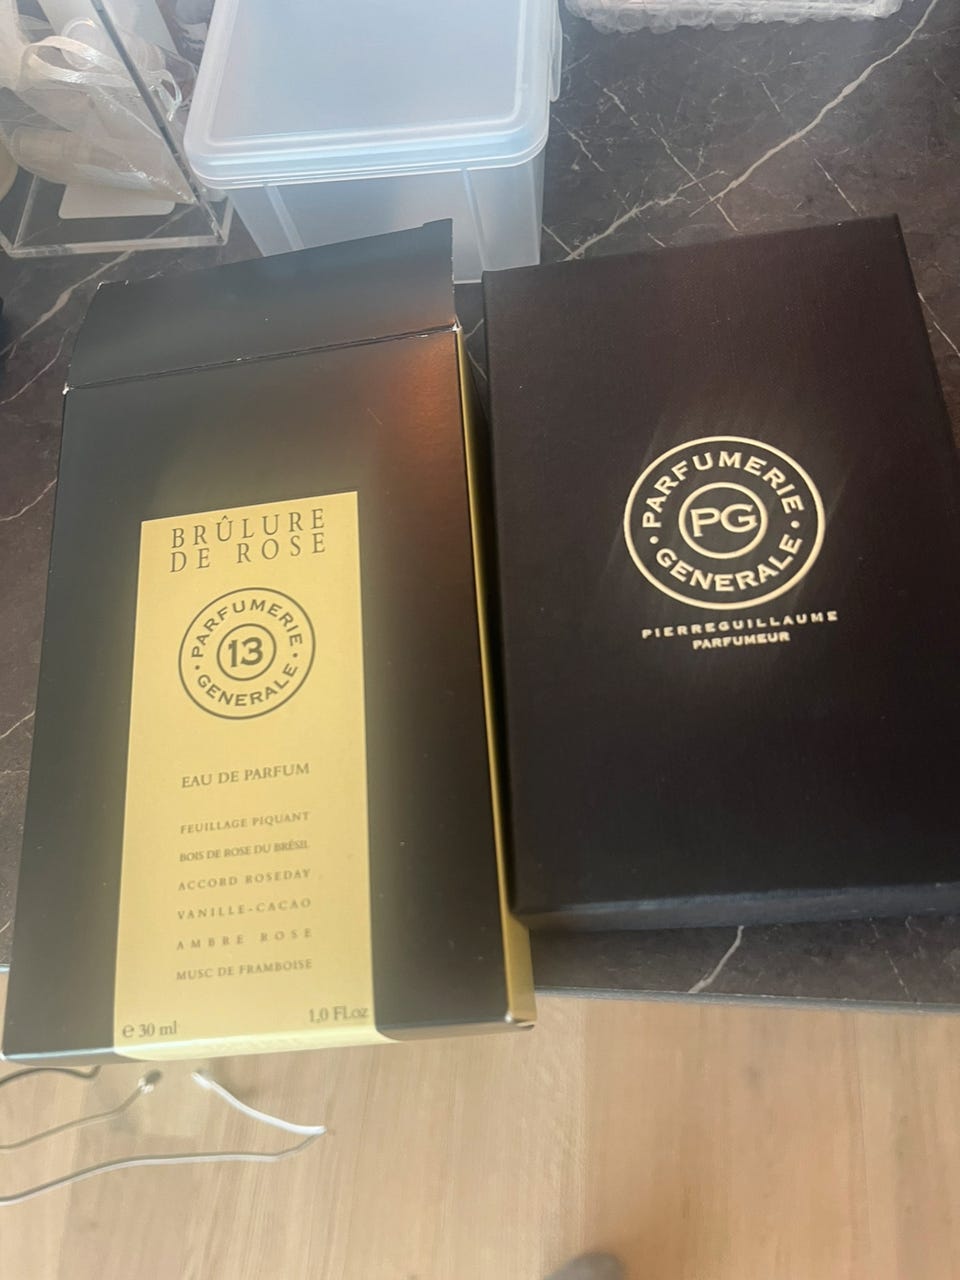 BRÛLURE
DE ROSE
PARFUMERIE
13
GENERALE
EAU DE PARFUM
FEUILLAGE PIQUANT
BOIS DE ROSE DU BRÉSIL
ACCORD ROSEDAY
VANILLE-CACAO
AMBRE ROSE
MUSC DE FRAMBOISE
e 30 ml 1,0 Fl.oz
PARFUMERIE
PG
GENERALE
PIERREGUILLAUME
PARFUMEUR